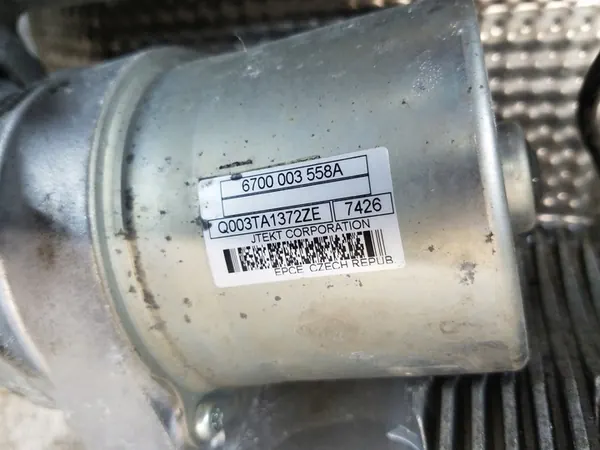 6700 003 558A
Q003TA1372ZE 7426
JTEKT CORPORATION
EPCE CZECH REPUB